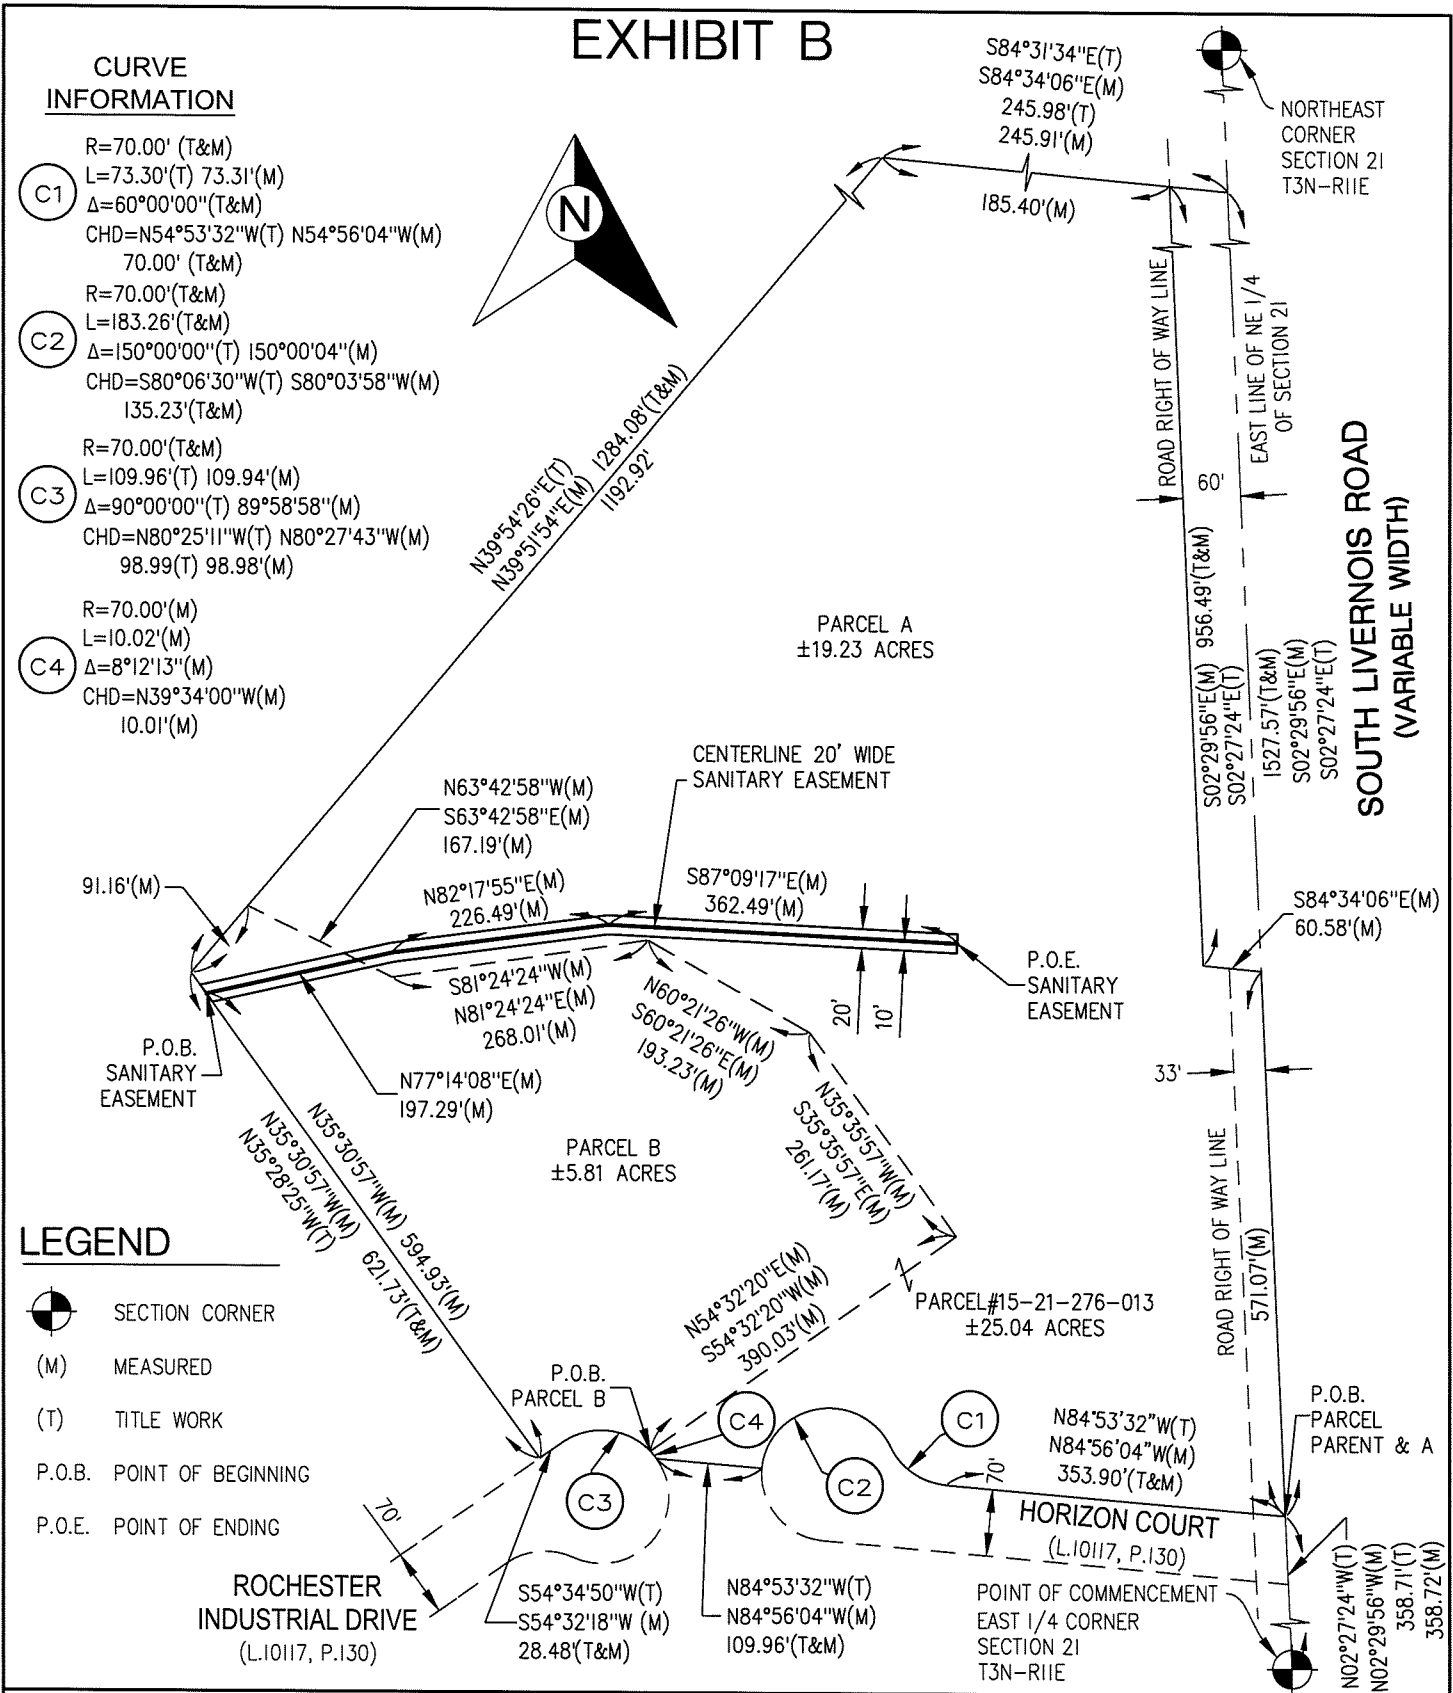 EXHIBIT B
CURVE
INFORMATION
C1
R=70.00' (T&M)
L=73.30'(T) 73.31'(M)
Δ=60°00'00"(T&M)
CHD=N54°53'32"W(T) N54°56'04"W(M)
70.00' (T&M)
C2
R=70.00'(T&M)
L=183.26'(T&M)
Δ=150°00'00"(T) 150°00'04"(M)
CHD=S80°06'30"W(T) S80°03'58"W(M)
135.23'(T&M)
C3
R=70.00'(T&M)
L=109.96'(T) 109.94'(M)
Δ=90°00'00"(T) 89°58'58"(M)
CHD=N80°25'11"W(T) N80°27'43"W(M)
98.99(T) 98.98'(M)
C4
R=70.00'(M)
L=10.02'(M)
Δ=8°12'13"(M)
CHD=N39°34'00"W(M)
10.01'(M)
N
S84°31'34"E(T)
S84°34'06"E(M)
245.98'(T)
245.91'(M)
185.40'(M)
NORTHEAST
CORNER
SECTION 21
T3N-R11E
N39°54'26"E(T)
N39°51'54"E(M) 1284.08'(T&M)
1192.92'
ROAD RIGHT OF WAY LINE
EAST LINE OF NE 1/4
OF SECTION 21
60'
S02°29'56"E(M) 956.49'(T&M)
S02°27'24"E(T)
1527.57'(T&M)
S02°29'56"E(M)
S02°27'24"E(T)
SOUTH LIVERNOIS ROAD
(VARIABLE WIDTH)
PARCEL A
±19.23 ACRES
CENTERLINE 20' WIDE
SANITARY EASEMENT
N63°42'58"W(M)
S63°42'58"E(M)
167.19'(M)
91.16'(M)
N82°17'55"E(M)
226.49'(M)
S87°09'17"E(M)
362.49'(M)
S84°34'06"E(M)
60.58'(M)
P.O.E.
SANITARY
EASEMENT
S81°24'24"W(M)
N81°24'24"E(M)
268.01'(M)
N60°21'26"W(M)
S60°21'26"E(M)
193.23'(M)
20'
10'
P.O.B.
SANITARY
EASEMENT
N77°14'08"E(M)
197.29'(M)
33'
N35°35'57"W(M)
S35°35'57"E(M)
261.17'(M)
PARCEL B
±5.81 ACRES
N35°30'57"W(M) 594.93'(M)
N35°30'57"W(M) 621.73'(T&M)
N35°28'25"W(T)
ROAD RIGHT OF WAY LINE
571.07'(M)
N54°32'20"E(M)
S54°32'20"W(M)
390.03'(M)
PARCEL#15-21-276-013
±25.04 ACRES
LEGEND
SECTION CORNER
(M) MEASURED
(T) TITLE WORK
P.O.B. POINT OF BEGINNING
P.O.E. POINT OF ENDING
P.O.B.
PARCEL B
C4
C1
C3
C2
N84°53'32"W(T)
N84°56'04"W(M)
353.90'(T&M)
P.O.B.
PARCEL
PARENT & A
70'
HORIZON COURT
(L.10117, P.130)
70'
ROCHESTER
INDUSTRIAL DRIVE
(L.10117, P.130)
S54°34'50"W(T)
S54°32'18"W (M)
28.48'(T&M)
N84°53'32"W(T)
N84°56'04"W(M)
109.96'(T&M)
POINT OF COMMENCEMENT
EAST 1/4 CORNER
SECTION 21
T3N-R11E
N02°27'24"W(T)
N02°29'56"W(M)
358.71'(T)
358.72'(M)